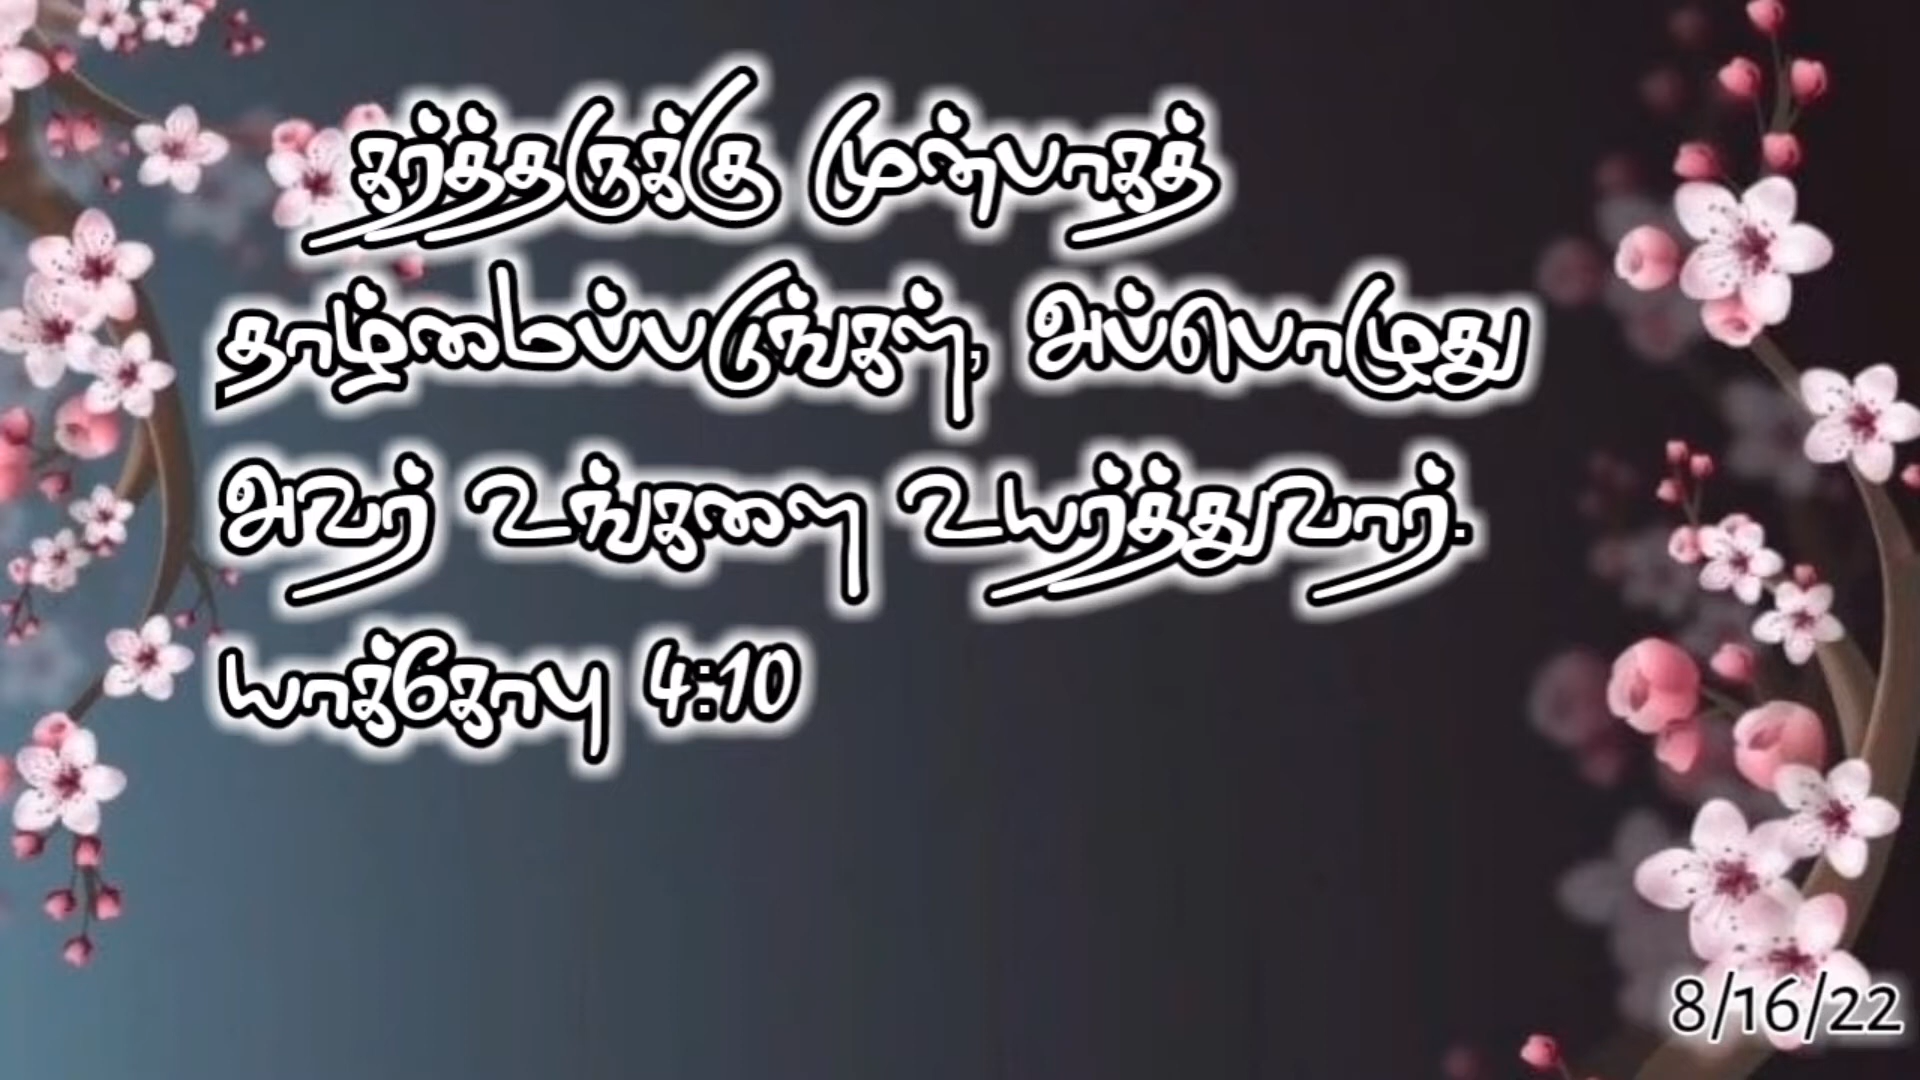 கர்த்தருக்கு முன்பாகத்
தாழ்மைப்படுங்கள், அப்பொழுது
அவர் உங்களை உயர்த்துவார்.
யாக்கோபு 4:10
8/16/22